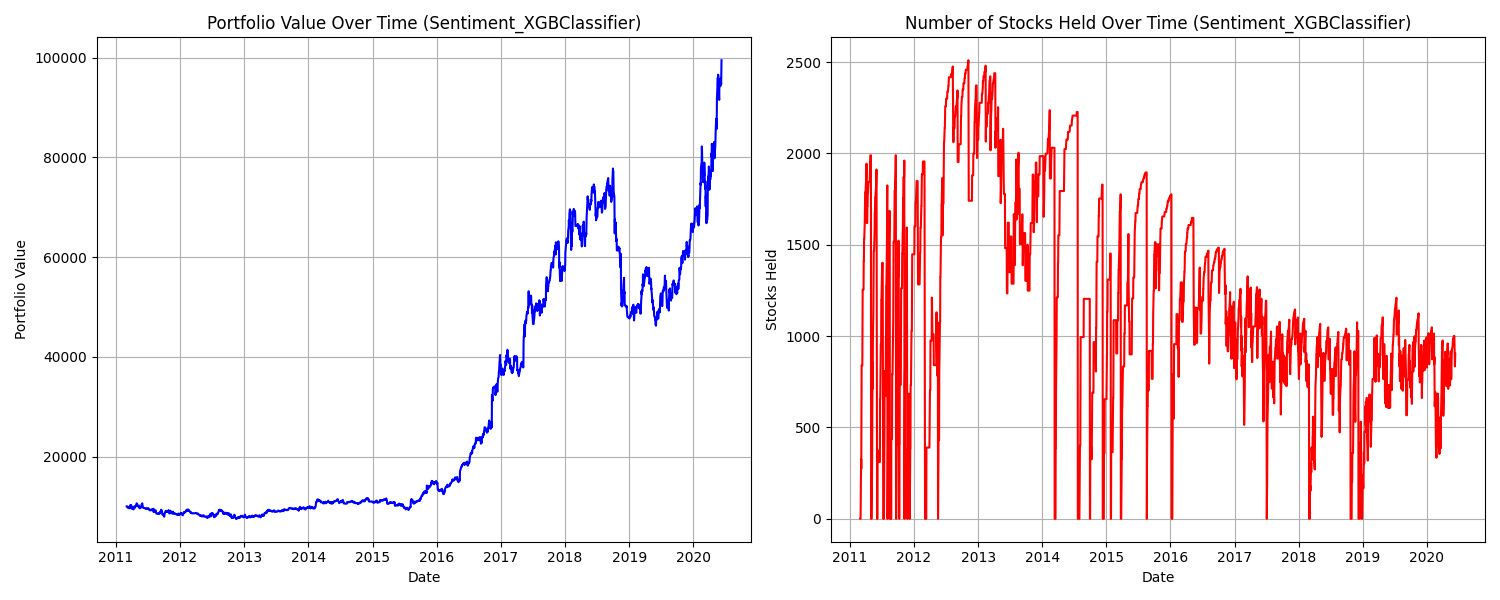 Portfolio Value Over Time (Sentiment_XGBClassifier)
Portfolio Value
100000
80000
60000
40000
20000
2011 2012 2013 2014 2015 2016 2017 2018 2019 2020
Date
Number of Stocks Held Over Time (Sentiment_XGBClassifier)
Stocks Held
2500
2000
1500
1000
500
0
2011 2012 2013 2014 2015 2016 2017 2018 2019 2020
Date